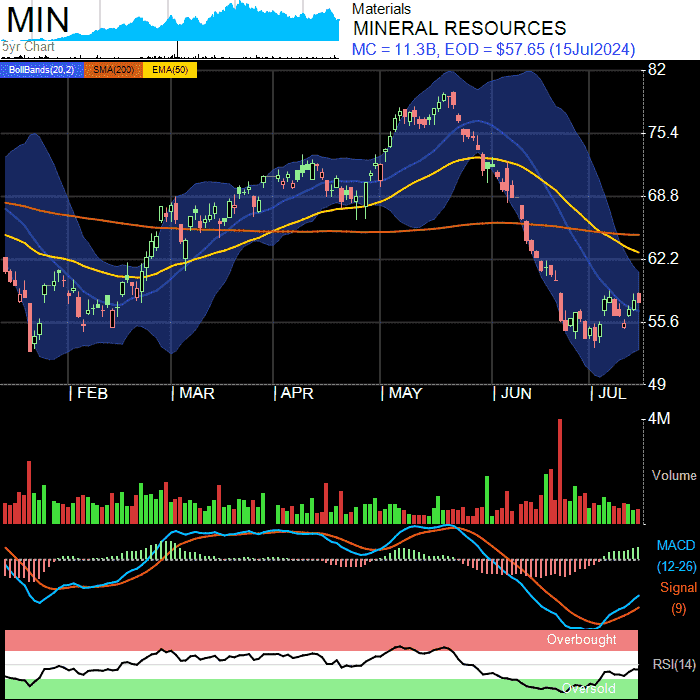 MIN
5yr Chart
Materials
MINERAL RESOURCES
MC = 11.3B, EOD = $57.65 (15Jul2024)
BollBands(20,2) SMA(200) EMA(50)
82
75.4
68.8
62.2
55.6
49
FEB MAR APR MAY JUN JUL
4M
Volume
MACD
(12-26)
Signal
(9)
Overbought
RSI(14)
Oversold